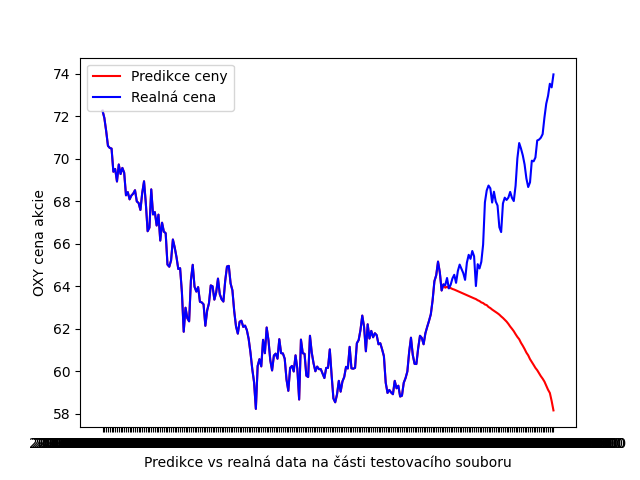 Predikce ceny
Realná cena
74
72
70
68
66
64
62
60
58
OXY cena akcie
Predikce vs realná data na části testovacího souboru